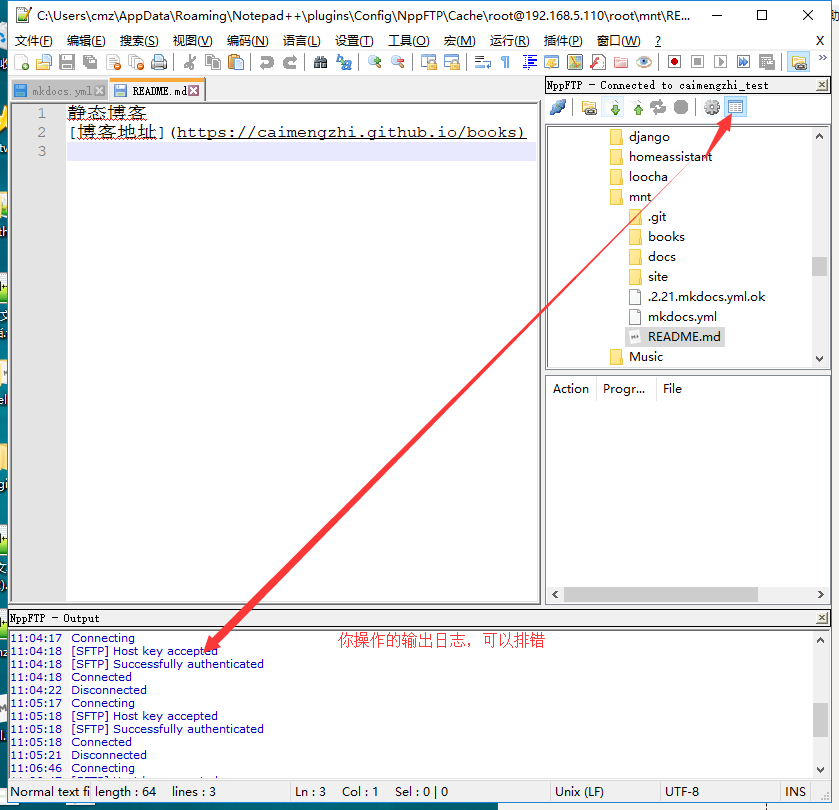 C:\Users\cmz\AppData\Roaming\Notepad++\plugins\Config\NppFTP\Cache\root@192.168.5.110\root\mnt\RE...
文件(F) 编辑(E) 搜索(S) 视图(V) 编码(N) 语言(L) 设置(T) 工具(O) 宏(M) 运行(R) 插件(P) 窗口(W) ? X
mkdocs.yml README.md
NppFTP - Connected to caimengzhi_test
1 静态博客
2 [博客地址](https://caimengzhi.github.io/books)
3
django
homeassistant
loocha
mnt
.git
books
docs
site
.2.21.mkdocs.yml.ok
mkdocs.yml
README.md
Music
Action Progr... File
NppFTP - Output
你操作的输出日志，可以排错
11:04:17 Connecting
11:04:18 [SFTP] Host key accepted
11:04:18 [SFTP] Successfully authenticated
11:04:18 Connected
11:04:22 Disconnected
11:05:17 Connecting
11:05:18 [SFTP] Host key accepted
11:05:18 [SFTP] Successfully authenticated
11:05:18 Connected
11:05:21 Disconnected
11:06:46 Connecting
Normal text fi length : 64 lines : 3 Ln : 3 Col : 1 Sel : 0 | 0 Unix (LF) UTF-8 INS